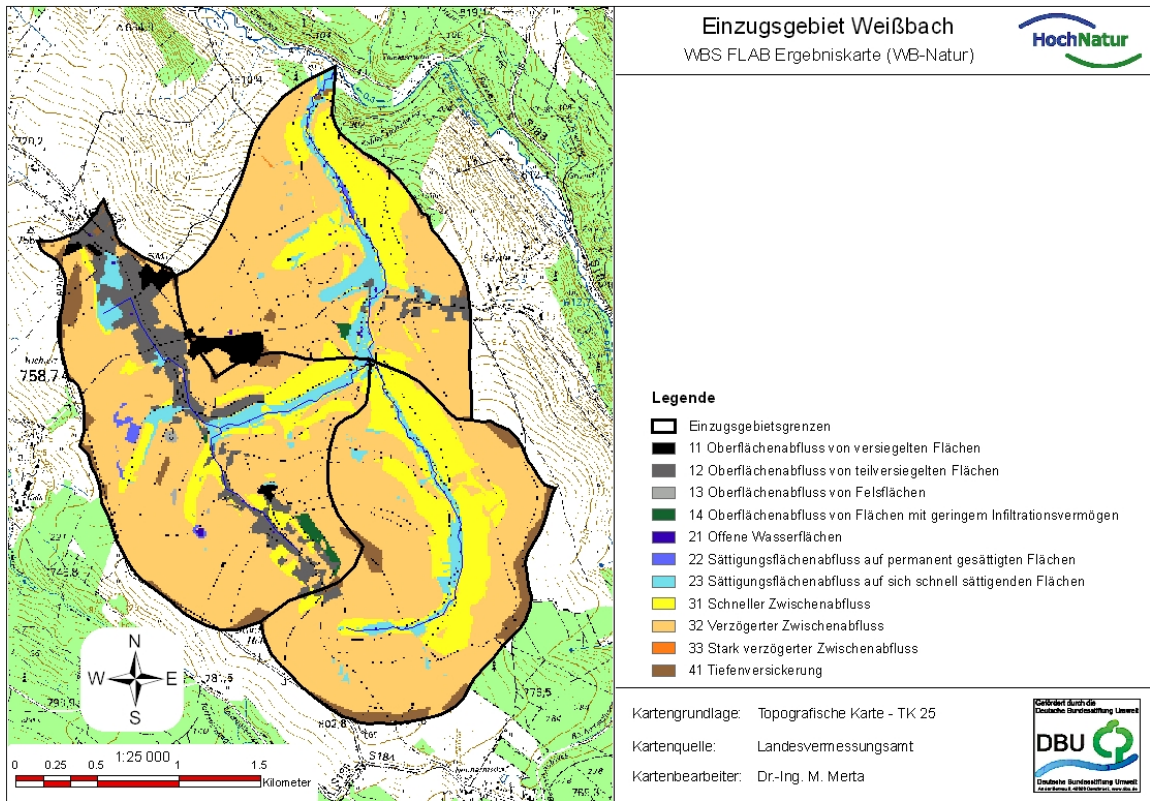 Einzugsgebiet Weißbach
WBS FLAB Ergebniskarte (WB-Natur)
HochNatur
758,7
N
W E
S
1:25 000
0 0.25 0.5 1 1.5
Kilometer
S184
Legende
Einzugsgebietsgrenzen
11 Oberflächenabfluss von versiegelten Flächen
12 Oberflächenabfluss von teilversiegelten Flächen
13 Oberflächenabfluss von Felsflächen
14 Oberflächenabfluss von Flächen mit geringem Infiltrationsvermögen
21 Offene Wasserflächen
22 Sättigungsflächenabfluss auf permanent gesättigten Flächen
23 Sättigungsflächenabfluss auf sich schnell sättigenden Flächen
31 Schneller Zwischenabfluss
32 Verzögerter Zwischenabfluss
33 Stark verzögerter Zwischenabfluss
41 Tiefenversickerung
Kartengrundlage: Topografische Karte - TK 25
Kartenquelle: Landesvermessungsamt
Kartenbearbeiter: Dr.-Ing. M. Merta
Gefördert durch die
Deutsche Bundesstiftung Umwelt
DBU
Deutsche Bundesstiftung Umwelt